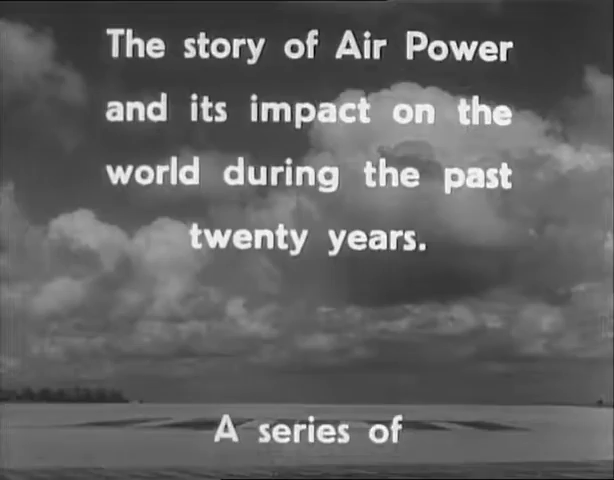 The story of Air Power
and its impact on the
world during the past
twenty years.
A series of